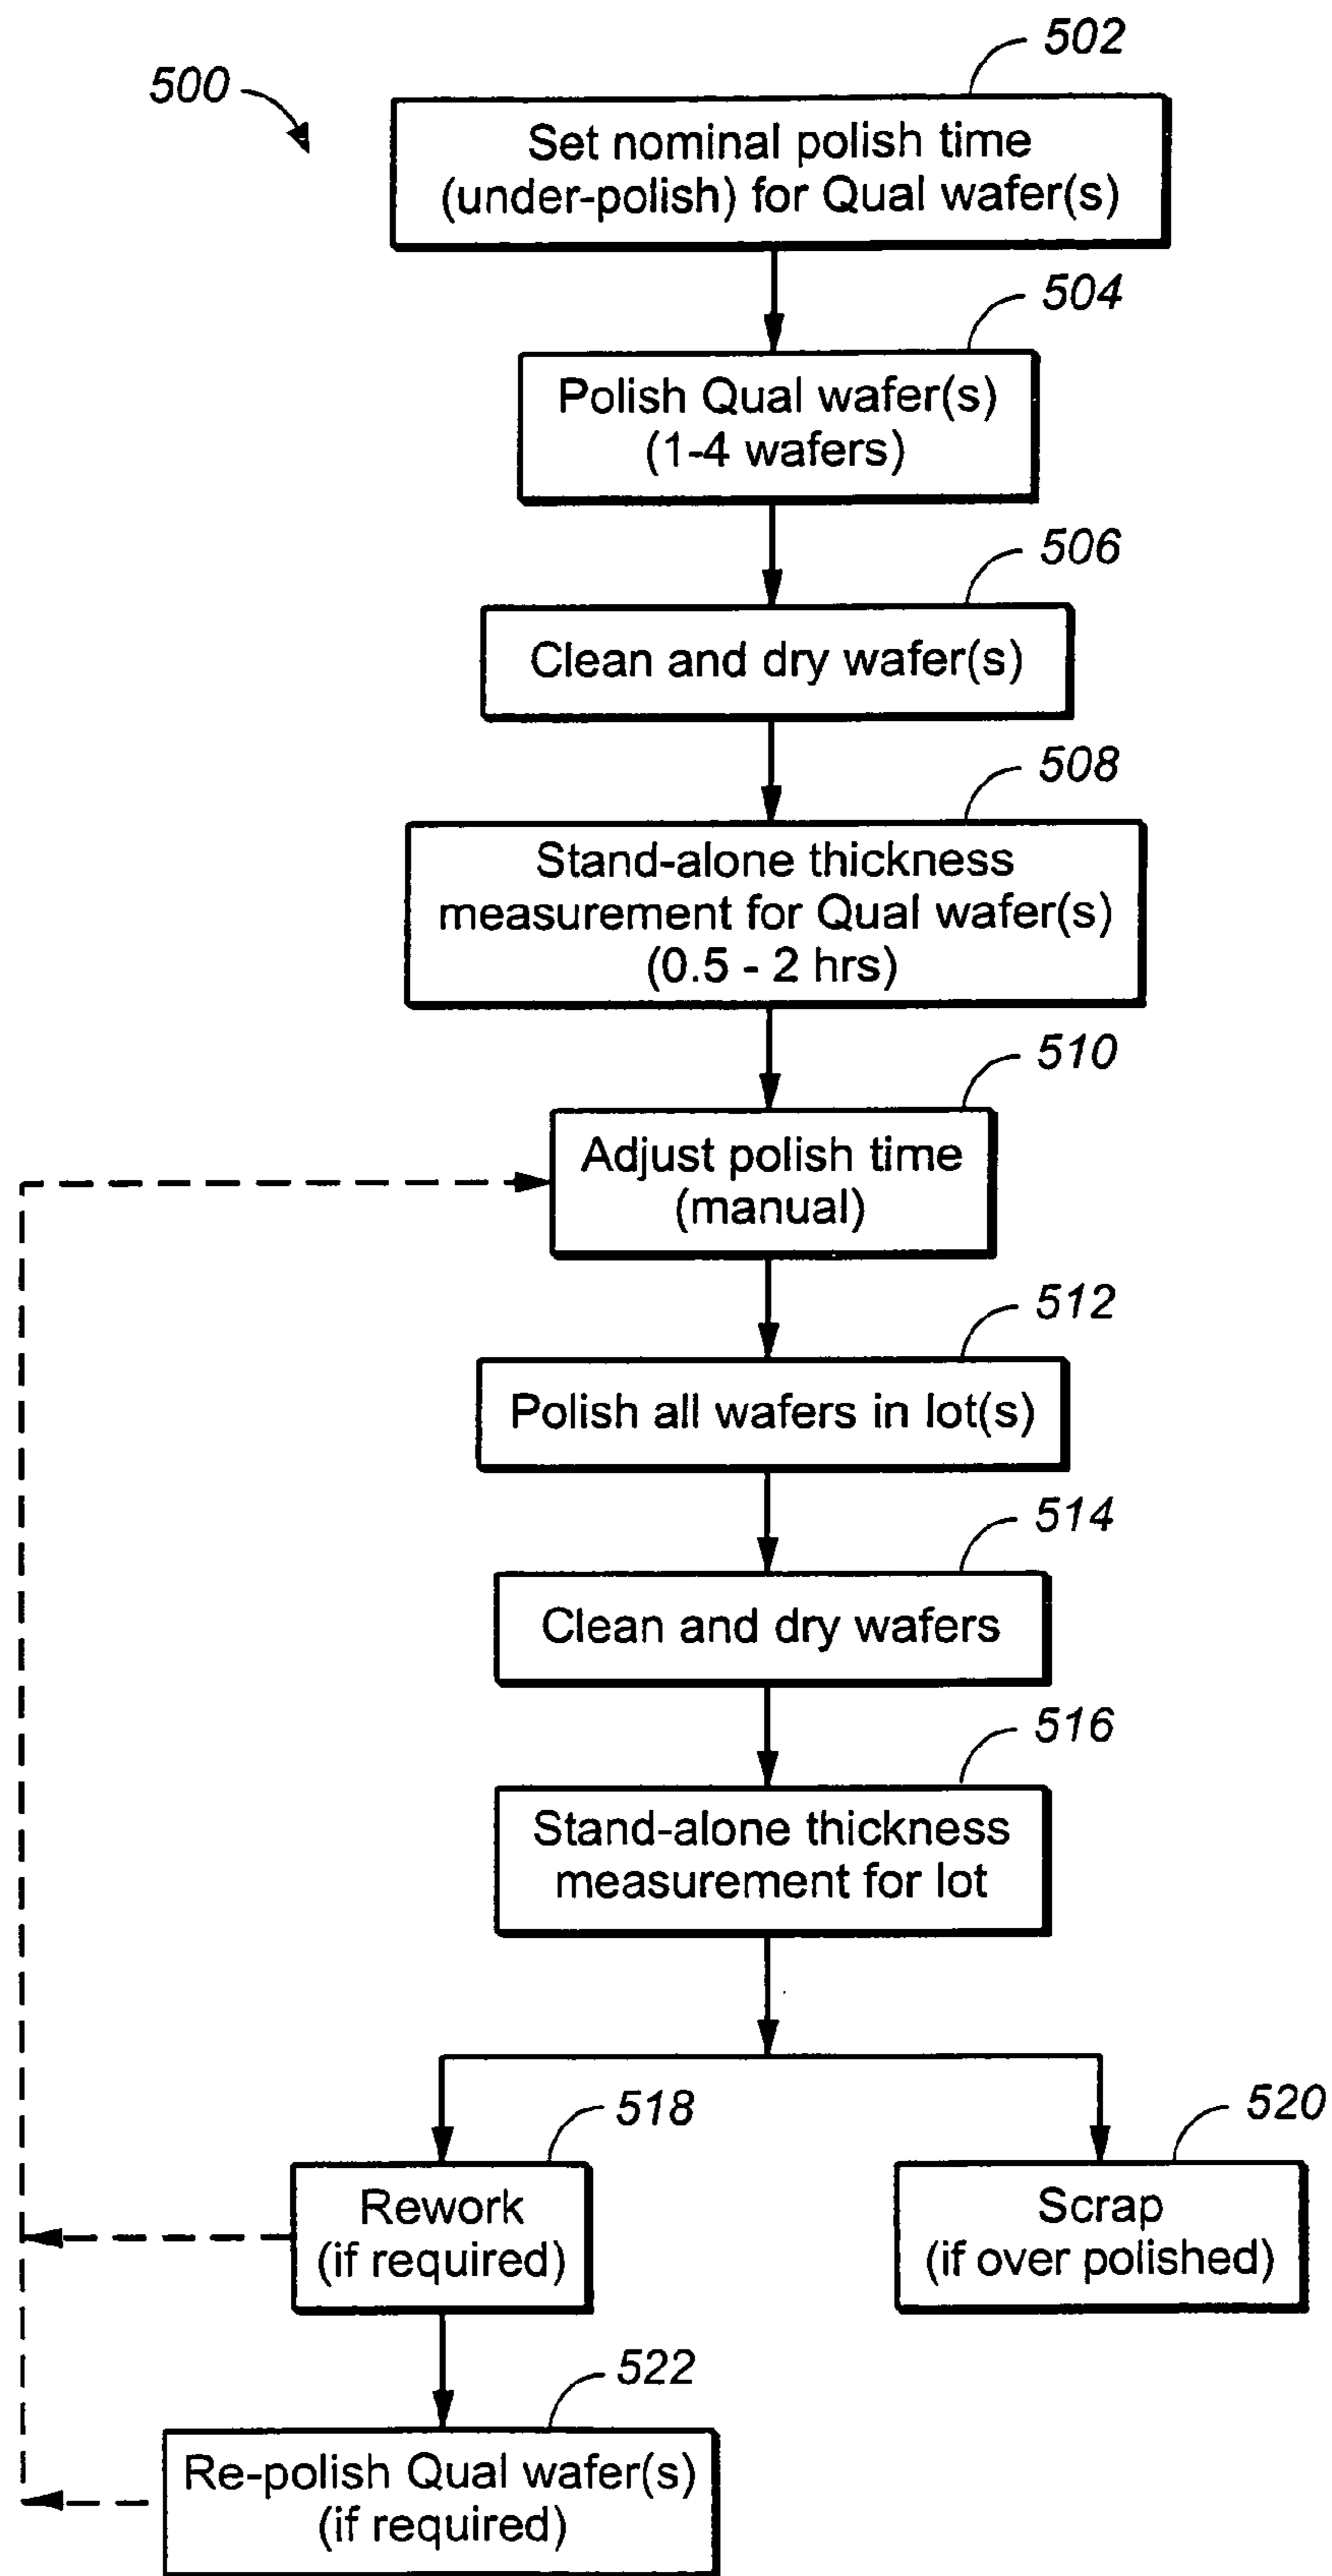 500
502
Set nominal polish time
(under-polish) for Qual wafer(s)
504
Polish Qual wafer(s)
(1-4 wafers)
506
Clean and dry wafer(s)
508
Stand-alone thickness
measurement for Qual wafer(s)
(0.5 - 2 hrs)
510
Adjust polish time
(manual)
512
Polish all wafers in lot(s)
514
Clean and dry wafers
516
Stand-alone thickness
measurement for lot
518
Rework
(if required)
520
Scrap
(if over polished)
522
Re-polish Qual wafer(s)
(if required)